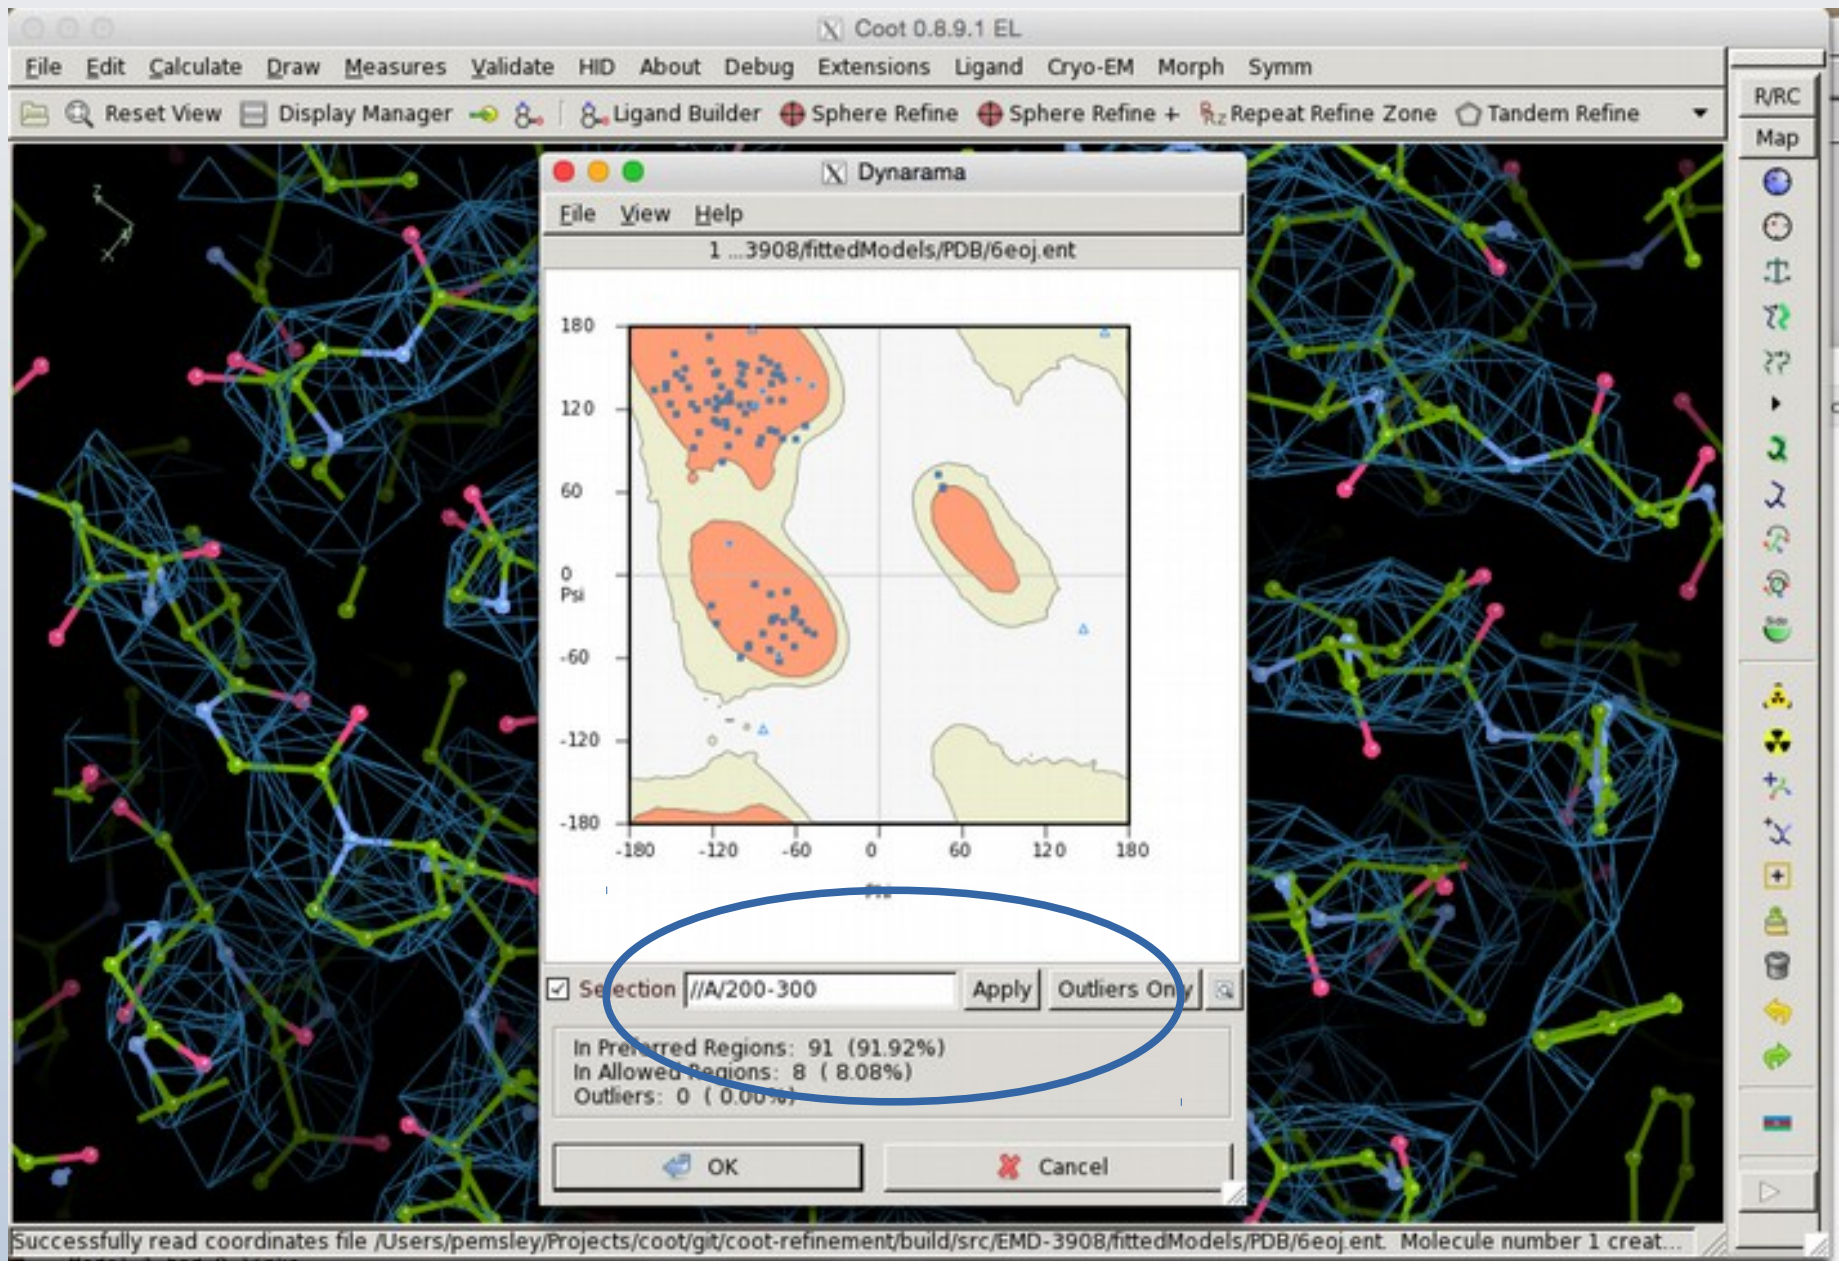 Coot 0.8.9.1 EL
File Edit Calculate Draw Measures Validate HID About Debug Extensions Ligand Cryo-EM Morph Symm
Reset View Display Manager Ligand Builder Sphere Refine Sphere Refine + Rz Repeat Refine Zone Tandem Refine
R/RC
Map
Side
Z
y
x
Dynarama
File View Help
1 ...3908/fittedModels/PDB/6eoj.ent
180
120
60
0
Psi
-60
-120
-180
-180 -120 -60 0 60 120 180
Phi
Selection //A/200-300 Apply Outliers Only
In Preferred Regions: 91 (91.92%)
In Allowed Regions: 8 ( 8.08%)
Outliers: 0 ( 0.00%)
OK Cancel
Successfully read coordinates file /Users/pemsley/Projects/coot/git/coot-refinement/build/src/EMD-3908/fittedModels/PDB/6eoj.ent. Molecule number 1 creat...